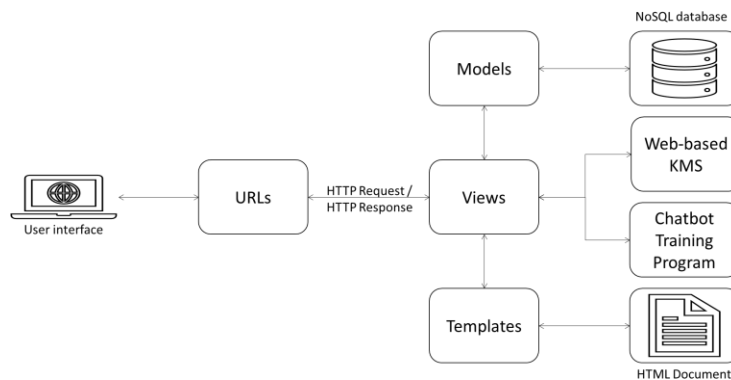 NoSQL database
Models
Web-based
KMS
URLs
HTTP Request /
HTTP Response
Views
User interface
Chatbot
Training
Program
Templates
HTML Document